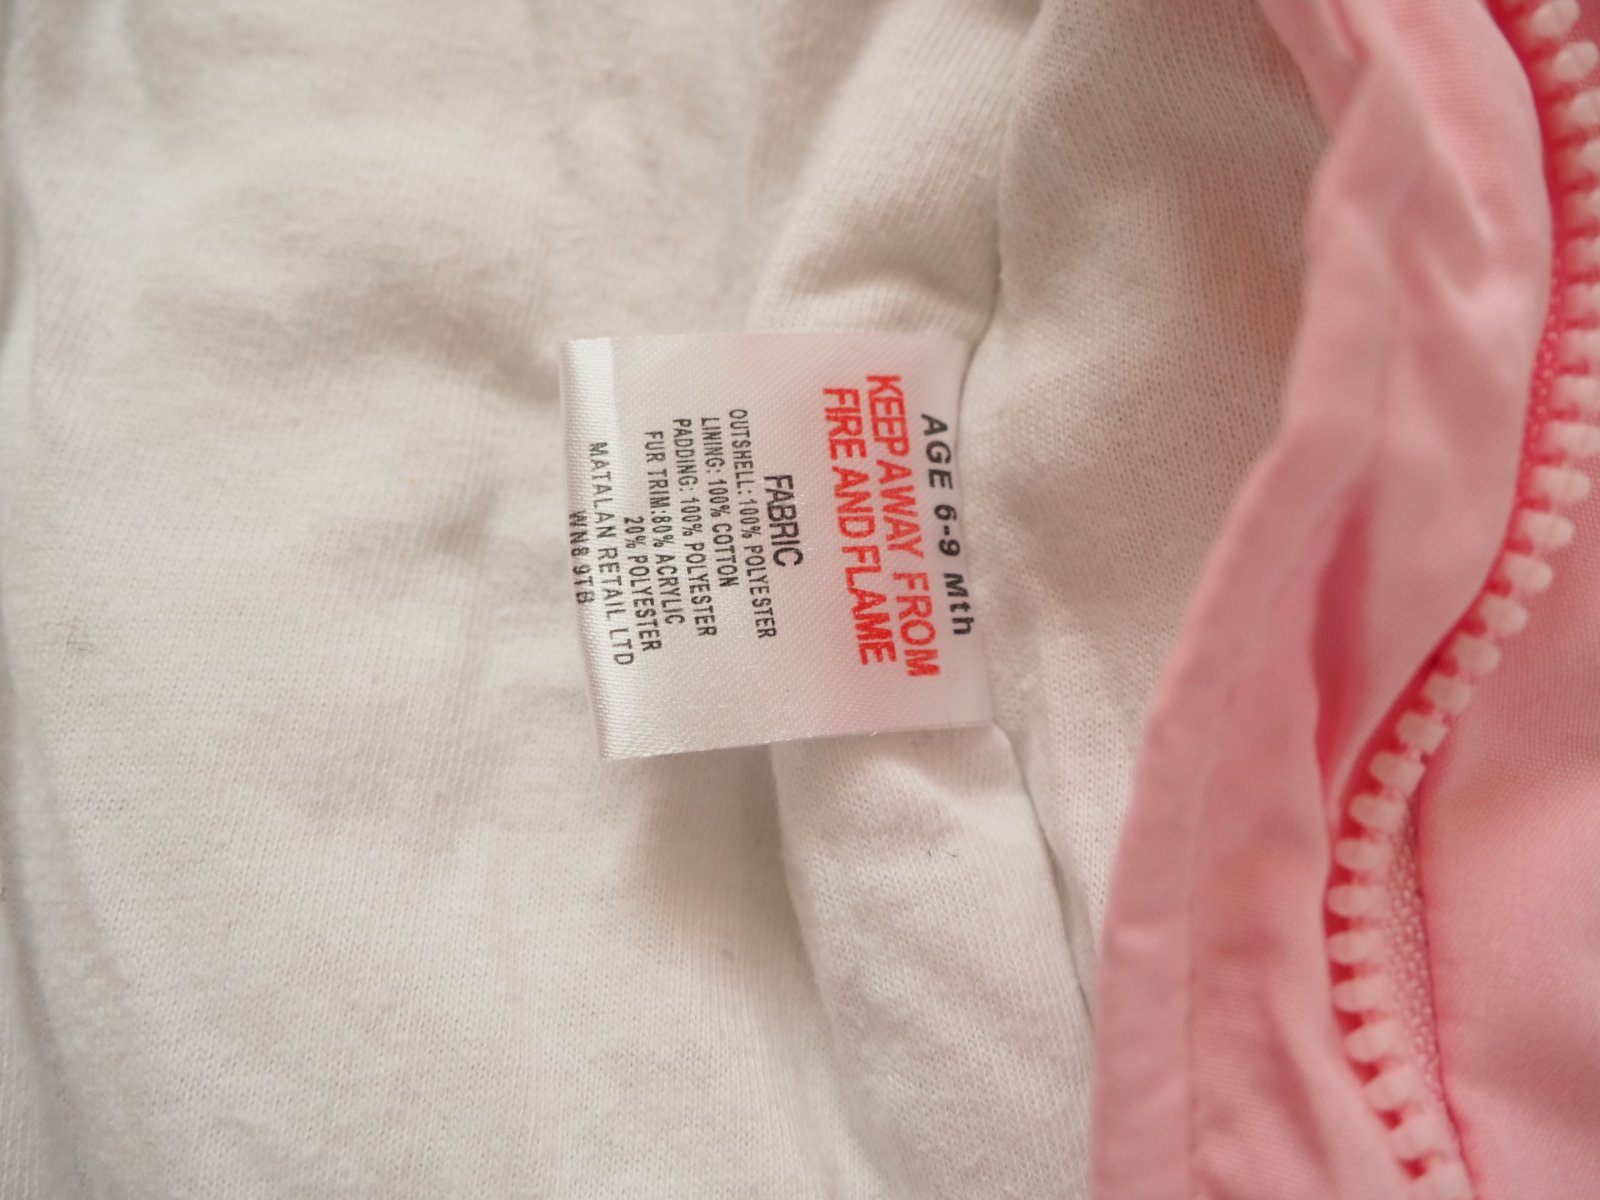 AGE 6-9 Mth
KEEP AWAY FROM
FIRE AND FLAME
FABRIC
OUTSHELL: 100% POLYESTER
LINING: 100% COTTON
PADDING: 100% POLYESTER
FUR TRIM:80% ACRYLIC
20% POLYESTER
MATALAN RETAIL LTD
WN8 9TB